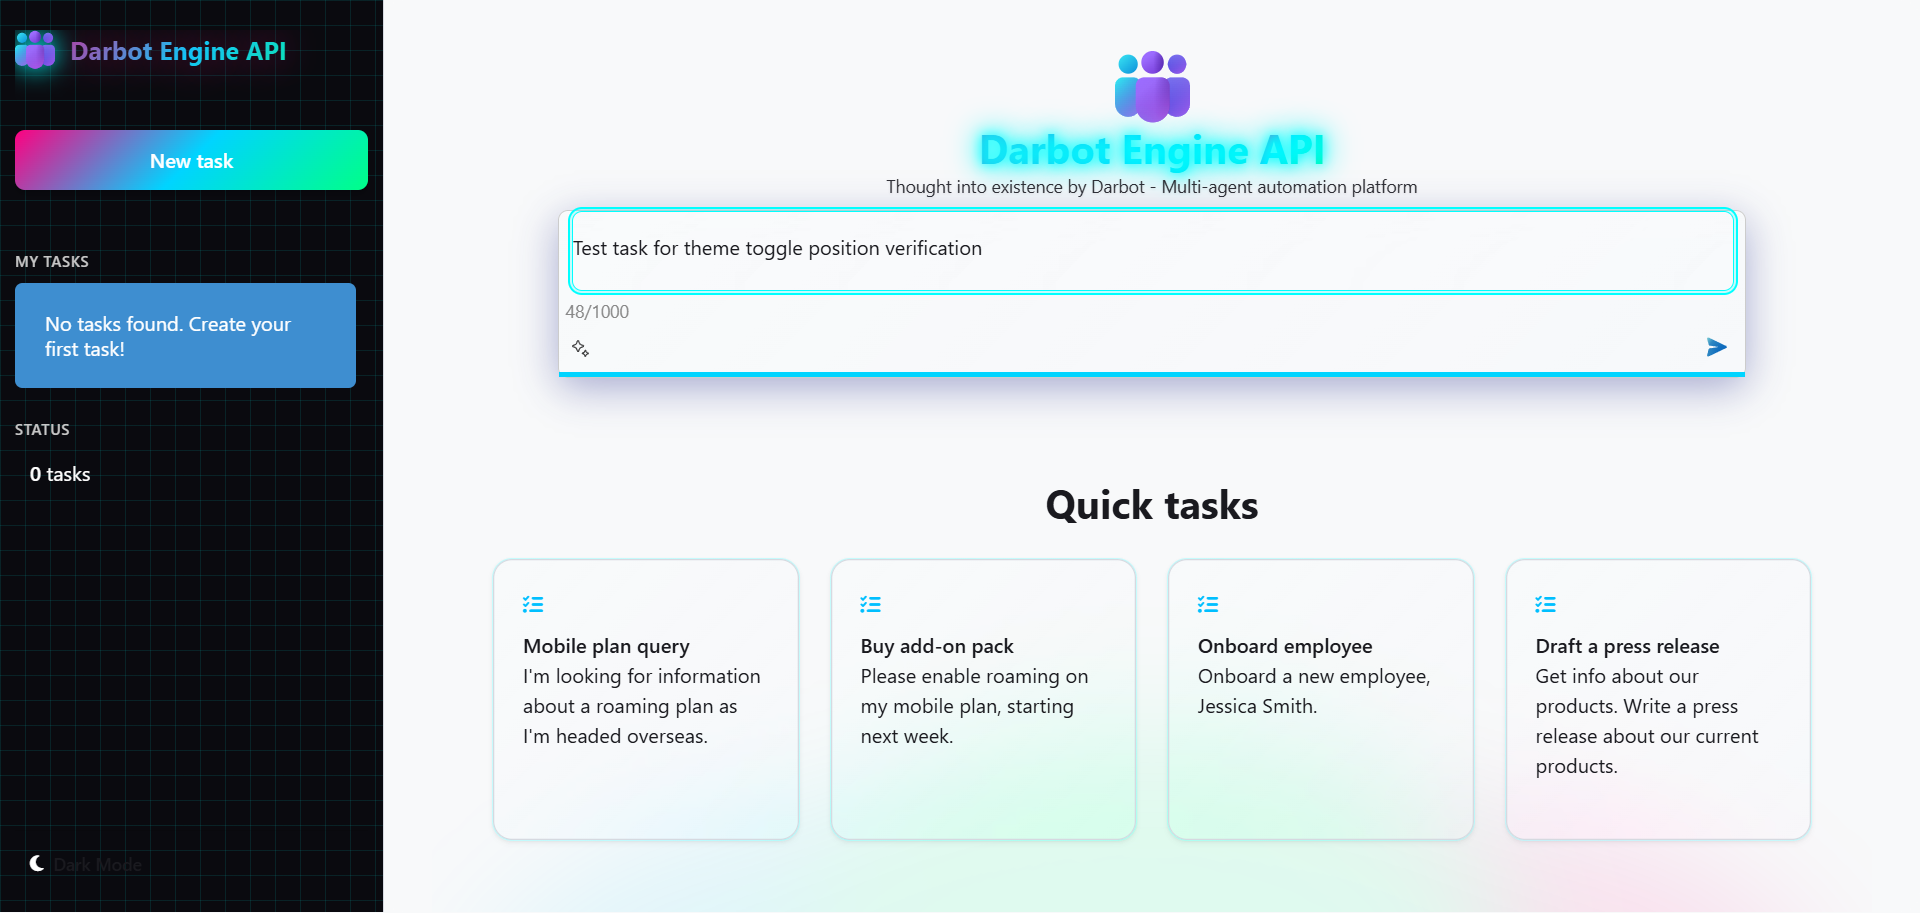 Darbot Engine API
New task
MY TASKS
No tasks found. Create your
first task!
STATUS
0 tasks
Dark Mode
Darbot Engine API
Thought into existence by Darbot - Multi-agent automation platform
Test task for theme toggle position verification
48/1000
Quick tasks
Mobile plan query
I'm looking for information
about a roaming plan as
I'm headed overseas.
Buy add-on pack
Please enable roaming on
my mobile plan, starting
next week.
Onboard employee
Onboard a new employee,
Jessica Smith.
Draft a press release
Get info about our
products. Write a press
release about our current
products.